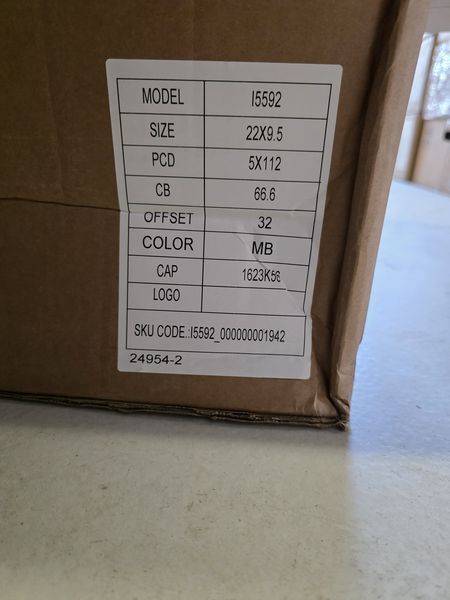 MODEL I5592
SIZE 22X9.5
PCD 5X112
CB 66.6
OFFSET 32
COLOR MB
CAP 1623K56
LOGO
SKU CODE.:I5592_000000001942
24954-2